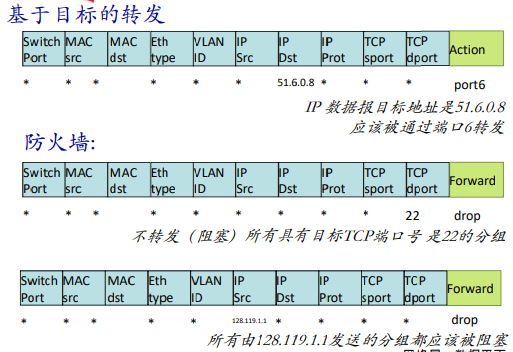 基于目标的转发
Switch Port MAC src MAC dst Eth type VLAN ID IP Src IP Dst IP Prot TCP sport TCP dport Action
* * * * * * 51.6.0.8 * * * port6
IP 数据报目标地址是51.6.0.8
应该被通过端口6转发
防火墙:
Switch Port MAC src MAC dst Eth type VLAN ID IP Src IP Dst IP Prot TCP sport TCP dport Forward
* * * * * * * * * 22 drop
不转发（阻塞）所有具有目标TCP端口号 是22的分组
Switch Port MAC src MAC dst Eth type VLAN ID IP Src IP Dst IP Prot TCP sport TCP dport Forward
* * * * * 128.119.1.1 * * * * drop
所有由128.119.1.1发送的分组都应该被阻塞